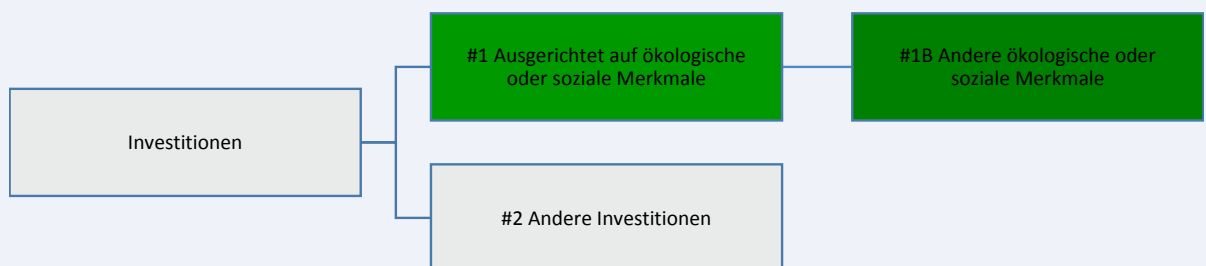 #1 Ausgerichtet auf ökologische
oder soziale Merkmale
#1B Andere ökologische oder
soziale Merkmale
Investitionen
#2 Andere Investitionen